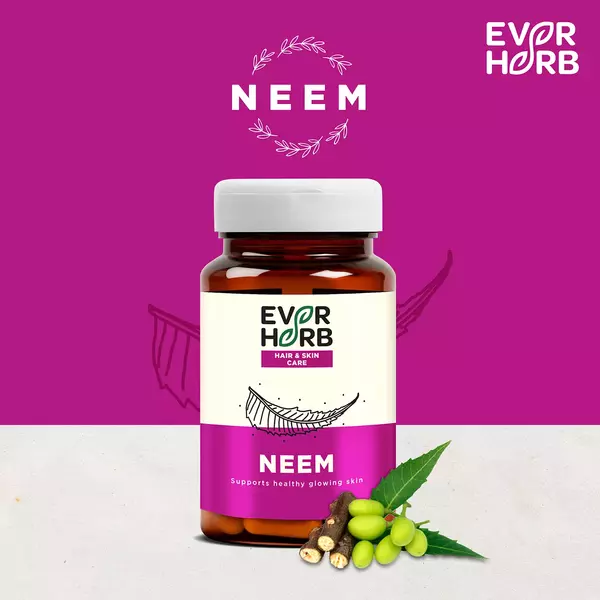 EVER
HERB
NEEM
EVER
HERB
HAIR & SKIN
CARE
NEEM
Supports healthy glowing skin